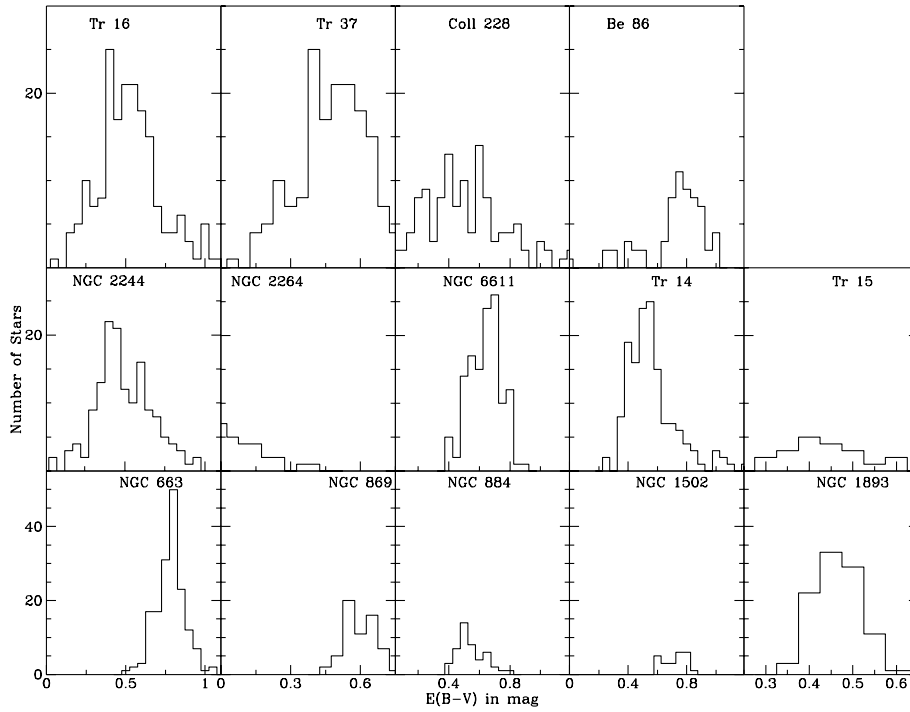 Tr 16
Tr 37
Coll 228
Be 86
20
NGC 2244
NGC 2264
NGC 6611
Tr 14
Tr 15
20
Number of Stars
NGC 663
NGC 869
NGC 884
NGC 1502
NGC 1893
40
20
0
0 0.5 1 0 0.3 0.6 0.4 0.8 0 0.4 0.8 0.3 0.4 0.5 0.6
E(B−V) in mag